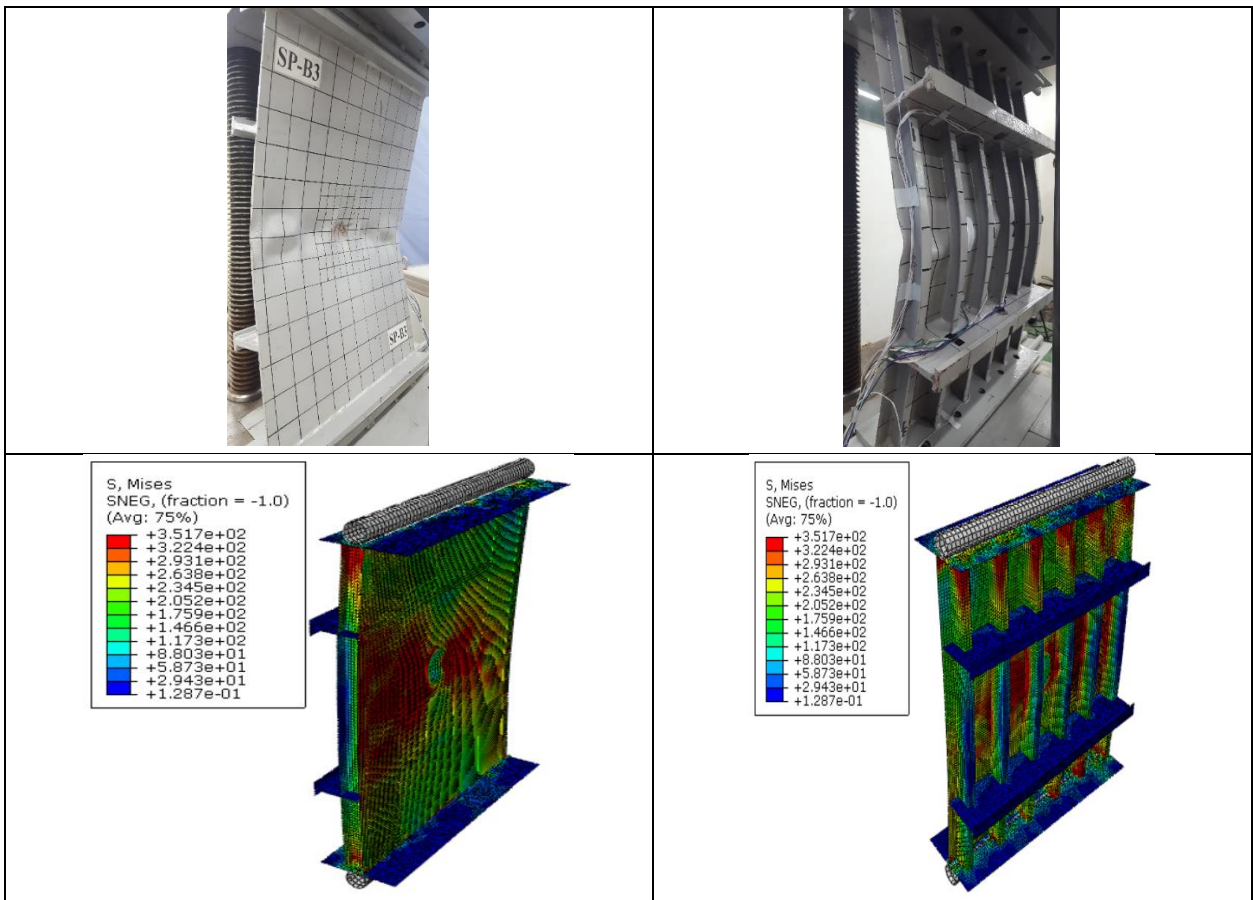 SP-B3
SP-B3
S, Mises
SNEG, (fraction = -1.0)
(Avg: 75%)
+3.517e+02
+3.224e+02
+2.931e+02
+2.638e+02
+2.345e+02
+2.052e+02
+1.759e+02
+1.466e+02
+1.173e+02
+8.803e+01
+5.873e+01
+2.943e+01
+1.287e-01
S, Mises
SNEG, (fraction = -1.0)
(Avg: 75%)
+3.517e+02
+3.224e+02
+2.931e+02
+2.638e+02
+2.345e+02
+2.052e+02
+1.759e+02
+1.466e+02
+1.173e+02
+8.803e+01
+5.873e+01
+2.943e+01
+1.287e-01